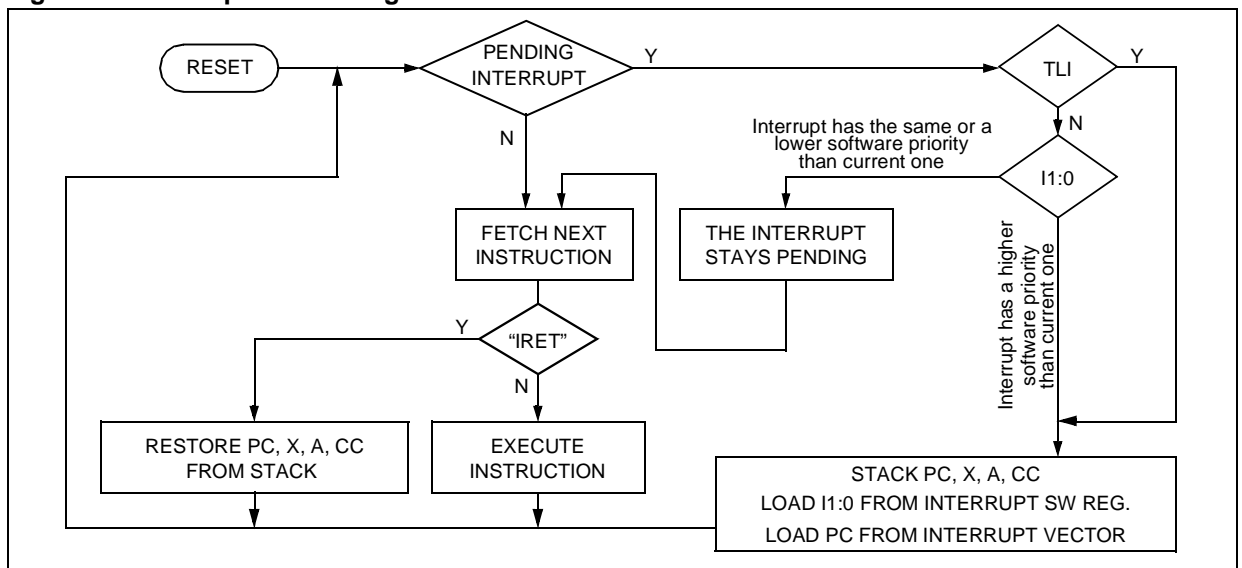 RESET
PENDING
INTERRUPT
Y
TLI
Y
N
N
Interrupt has the same or a
lower software priority
than current one
I1:0
FETCH NEXT
INSTRUCTION
THE INTERRUPT
STAYS PENDING
Interrupt has a higher
software priority
than current one
Y
“IRET”
N
RESTORE PC, X, A, CC
FROM STACK
EXECUTE
INSTRUCTION
STACK PC, X, A, CC
LOAD I1:0 FROM INTERRUPT SW REG.
LOAD PC FROM INTERRUPT VECTOR